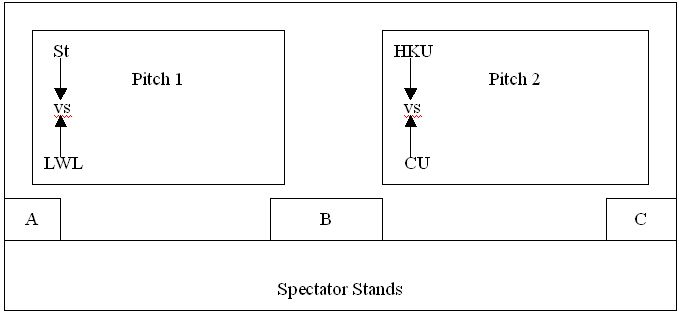 St
HKU
Pitch 1
Pitch 2
vs
vs
LWL
CU
A
B
C
Spectator Stands